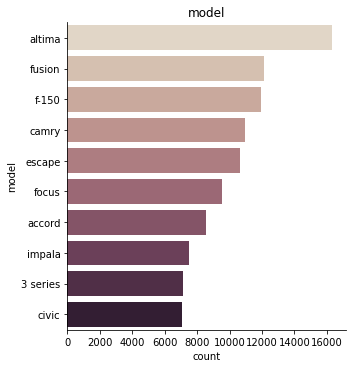 model
altima
fusion
f-150
camry
escape
focus
accord
impala
3 series
civic
model
0 2000 4000 6000 8000 10000 12000 14000 16000
count